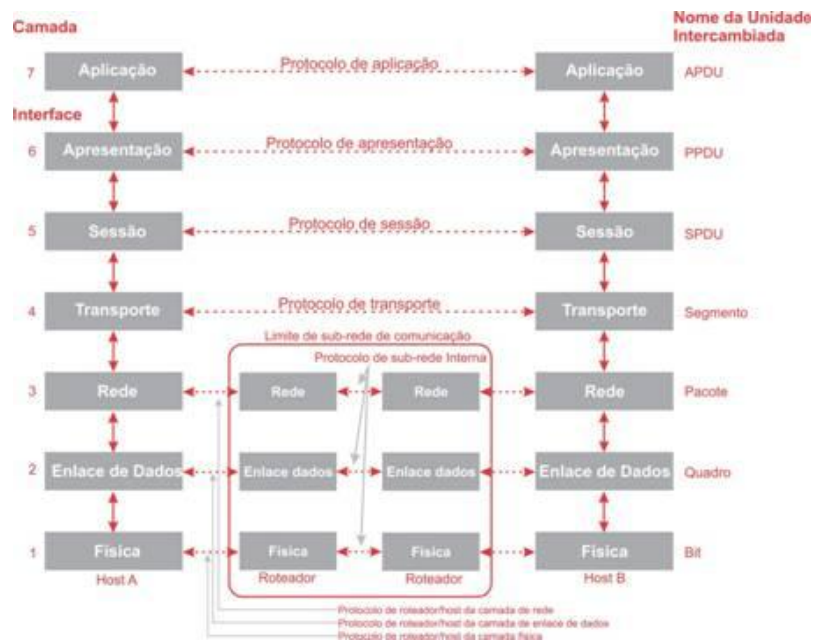 Camada
Nome da Unidade
Intercambiada
7
Aplicação
Protocolo de aplicação
Aplicação
APDU
Interface
6
Apresentação
Protocolo de apresentação
Apresentação
PPDU
5
Sessão
Protocolo de sessão
Sessão
SPDU
4
Transporte
Protocolo de transporte
Transporte
Segmento
Limite de sub-rede de comunicação
Protocolo de sub-rede Interna
3
Rede
Rede
Rede
Rede
Pacote
2
Enlace de Dados
Enlace dados
Enlace dados
Enlace de Dados
Quadro
1
Física
Física
Física
Física
Bit
Host A
Roteador
Roteador
Host B
Protocolo de roteador/host da camada de rede
Protocolo de roteador/host da camada de enlace de dados
Protocolo de roteador/host da camada física